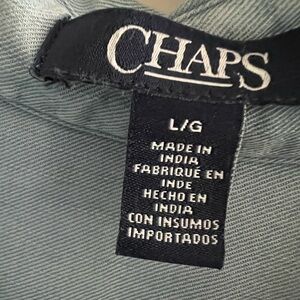 CHAPS
L/G
MADE IN
INDIA
FABRIQUÉ EN
INDE
HECHO EN
INDIA
CON INSUMOS
IMPORTADOS